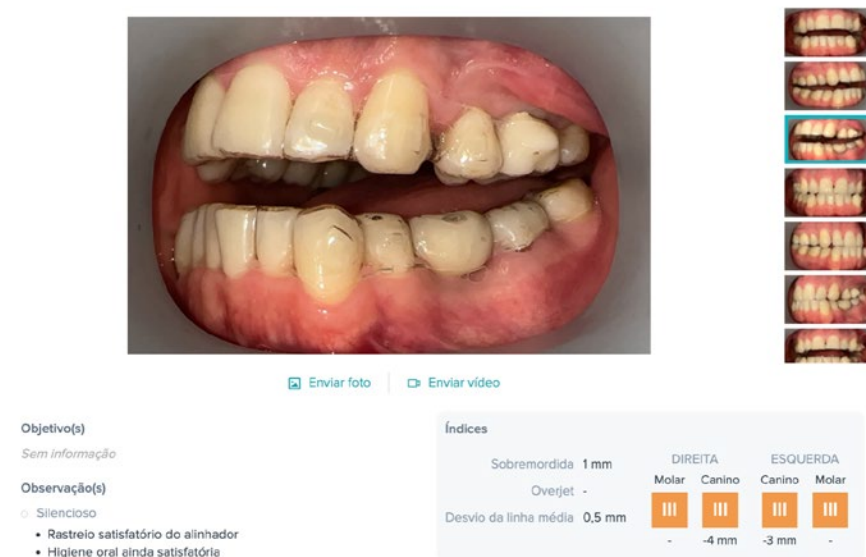 Enviar foto
Enviar vídeo
Objetivo(s)
Sem informação
Observação(s)
Silencioso
Rastreio satisfatório do alinhador
Higiene oral ainda satisfatória
Índices
Sobremordida 1 mm
Overjet -
Desvio da linha média 0,5 mm
DIREITA ESQUERDA
Molar Canino Canino Molar
III III III III
- -4 mm -3 mm -